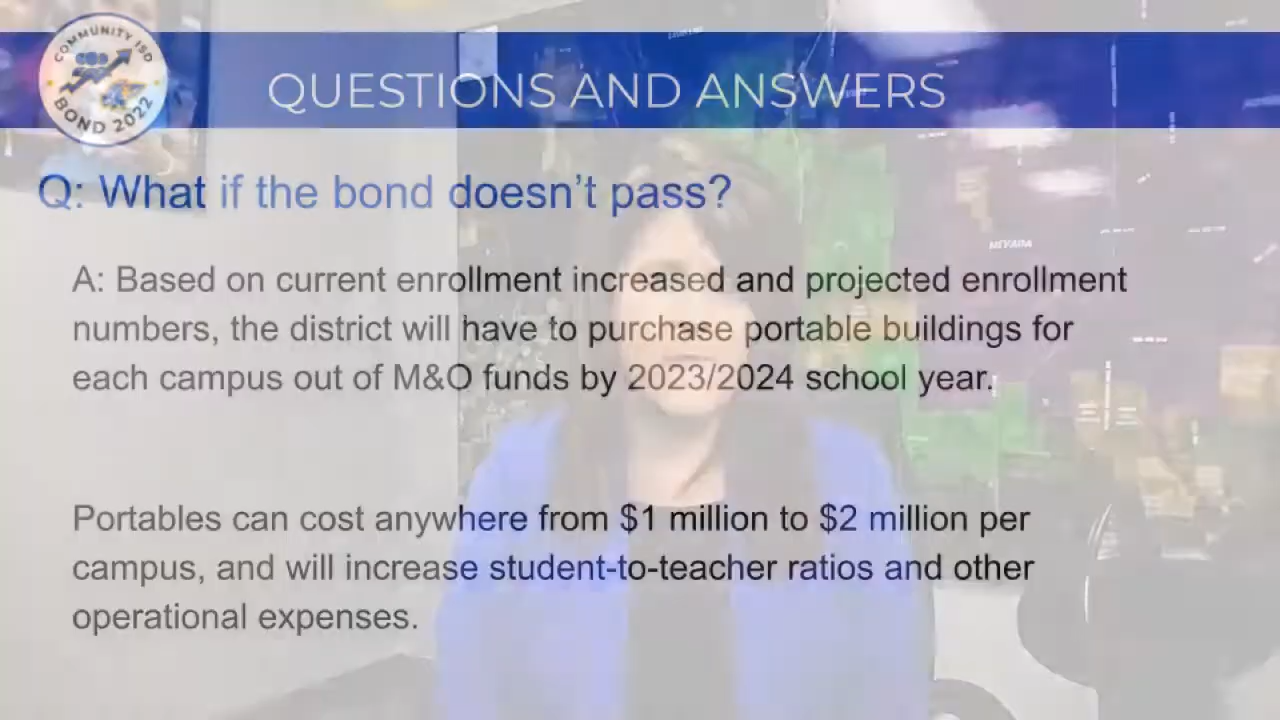 COMMUNITY ISD
BOND 2022
QUESTIONS AND ANSWERS
Q: What if the bond doesn't pass?
NEVADA
A: Based on current enrollment increased and projected enrollment
numbers, the district will have to purchase portable buildings for
each campus out of M&O funds by 2023/2024 school year.
Portables can cost anywhere from $1 million to $2 million per
campus, and will increase student-to-teacher ratios and other
operational expenses.